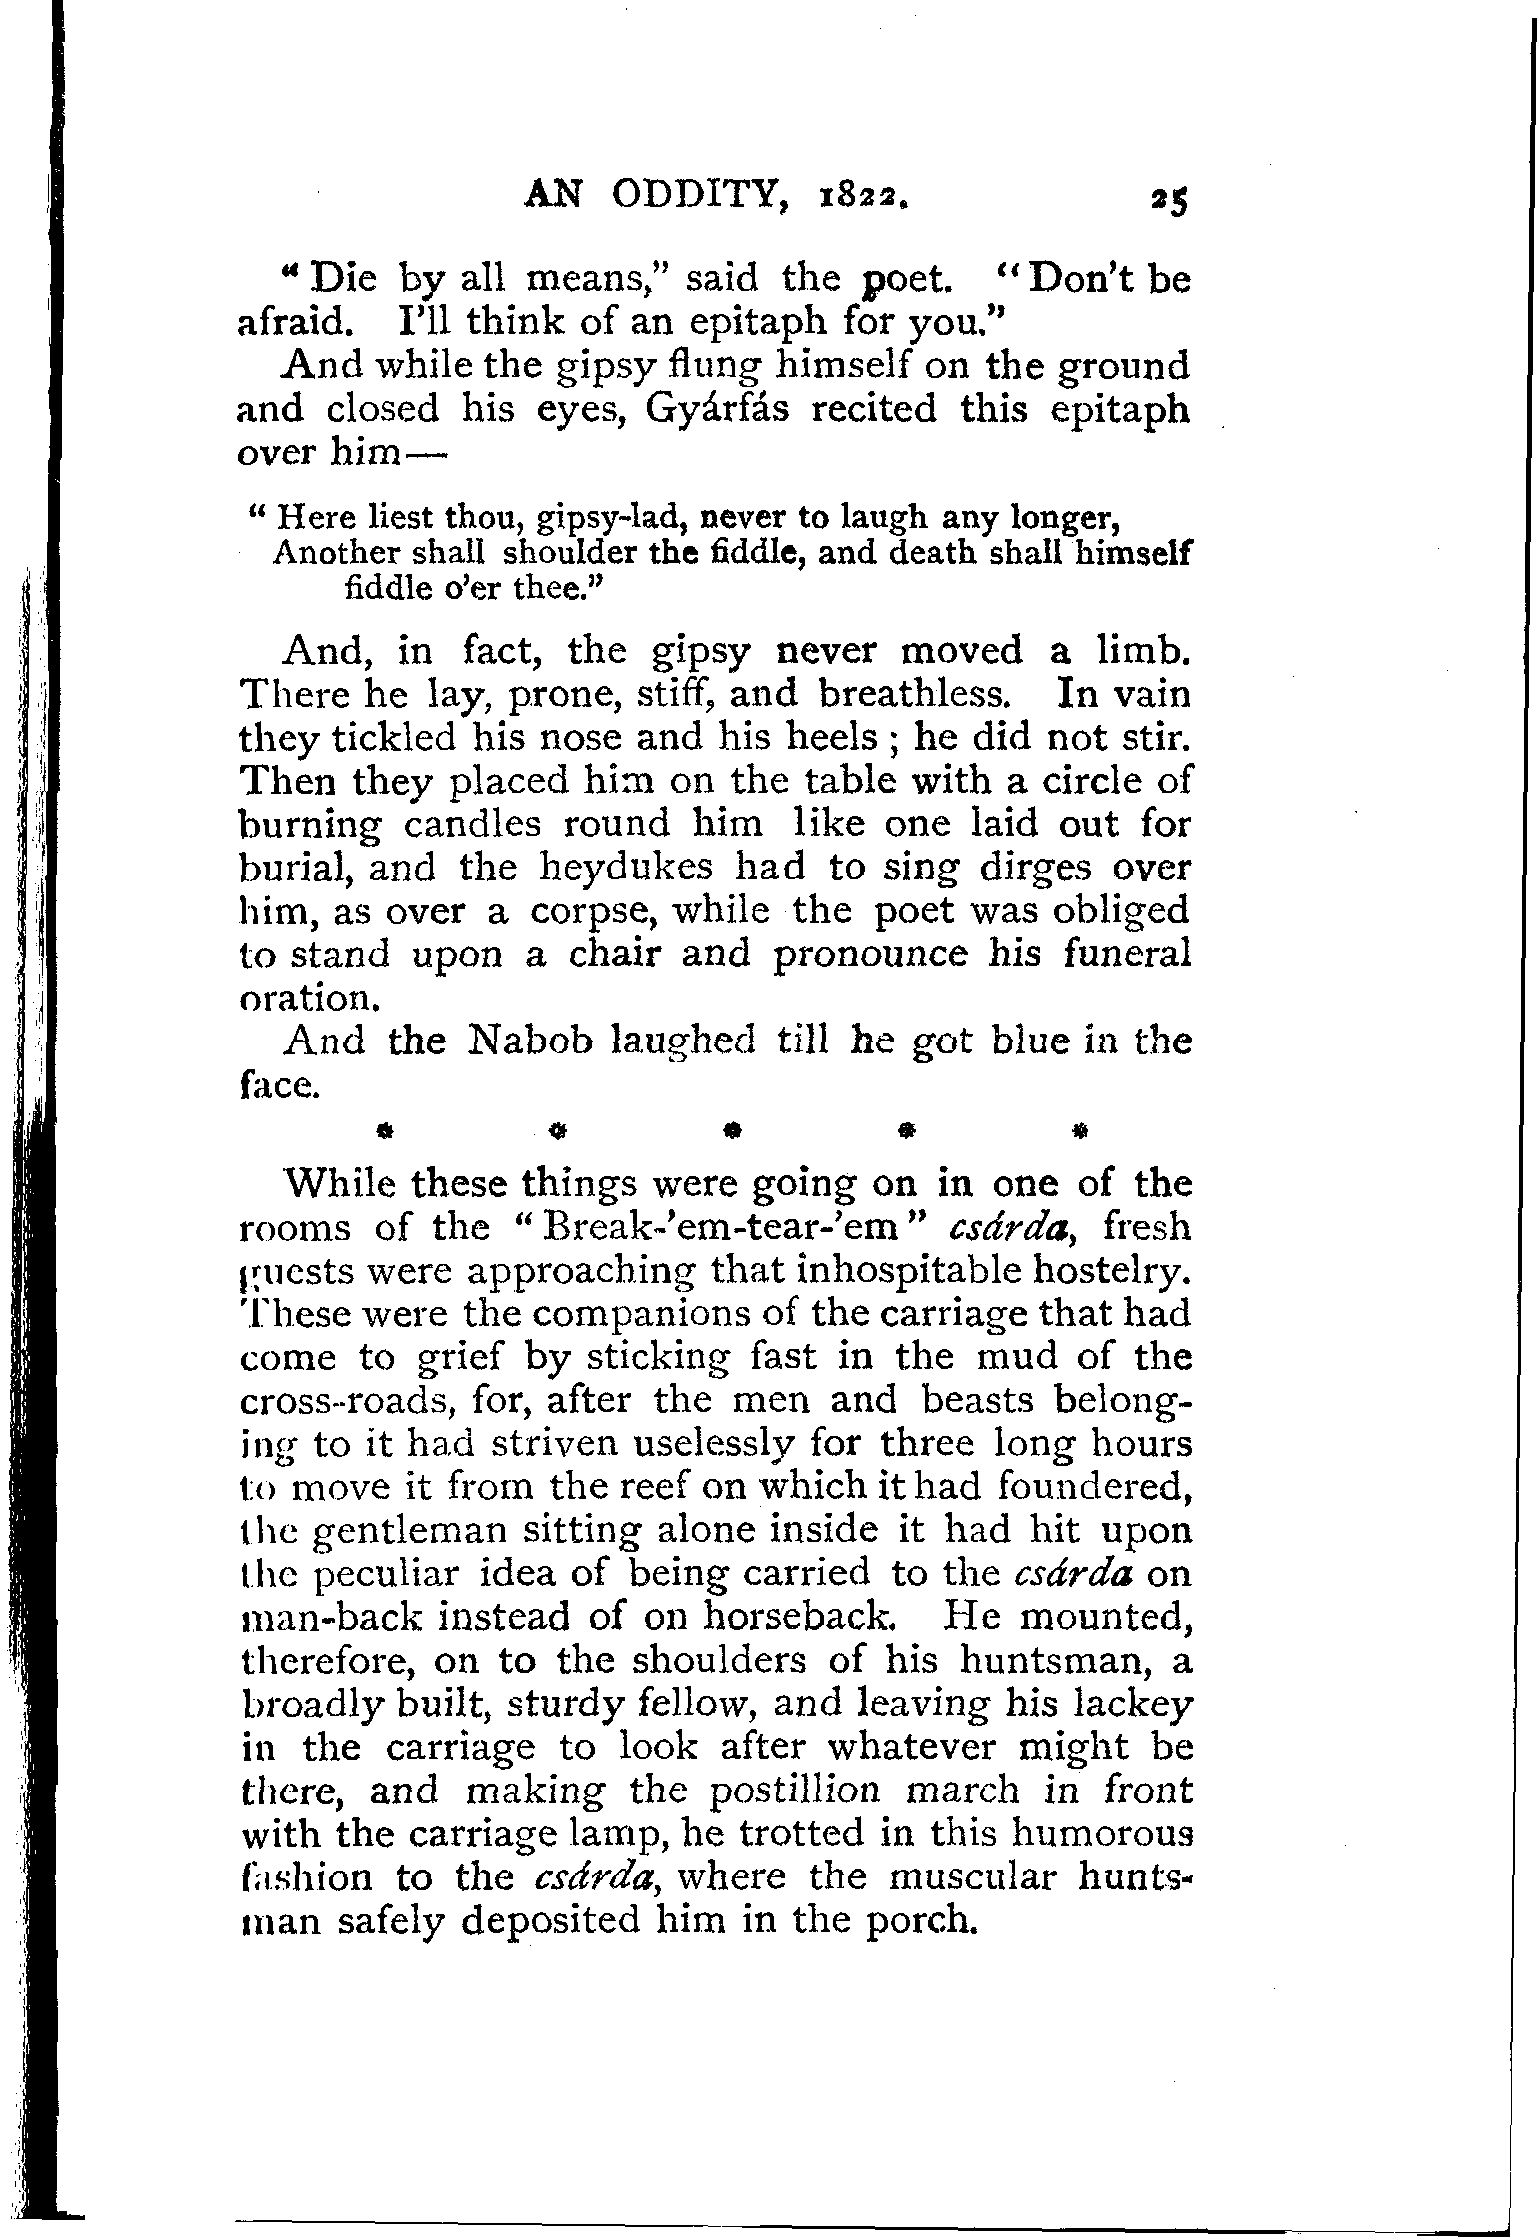 AN ODDITY, 1822. 25
“ Die by all means,” said the poet. “ Don’t be
afraid. I’ll think of an epitaph for you.”
And while the gipsy flung himself on the ground
and closed his eyes, Gyárfás recited this epitaph
over him—
“ Here liest thou, gipsy-lad, never to laugh any longer,
Another shall shoulder the fiddle, and death shall himself
fiddle o’er thee.”
And, in fact, the gipsy never moved a limb.
There he lay, prone, stiff, and breathless. In vain
they tickled his nose and his heels ; he did not stir.
Then they placed him on the table with a circle of
burning candles round him like one laid out for
burial, and the heydukes had to sing dirges over
him, as over a corpse, while the poet was obliged
to stand upon a chair and pronounce his funeral
oration.
And the Nabob laughed till he got blue in the
face.
* * * * *
While these things were going on in one of the
rooms of the “ Break-’em-tear-’em ” csárda, fresh
guests were approaching that inhospitable hostelry.
These were the companions of the carriage that had
come to grief by sticking fast in the mud of the
cross-roads, for, after the men and beasts belong-
ing to it had striven uselessly for three long hours
to move it from the reef on which it had foundered,
the gentleman sitting alone inside it had hit upon
the peculiar idea of being carried to the csárda on
man-back instead of on horseback. He mounted,
therefore, on to the shoulders of his huntsman, a
broadly built, sturdy fellow, and leaving his lackey
in the carriage to look after whatever might be
there, and making the postillion march in front
with the carriage lamp, he trotted in this humorous
fashion to the csárda, where the muscular hunts-
man safely deposited him in the porch.